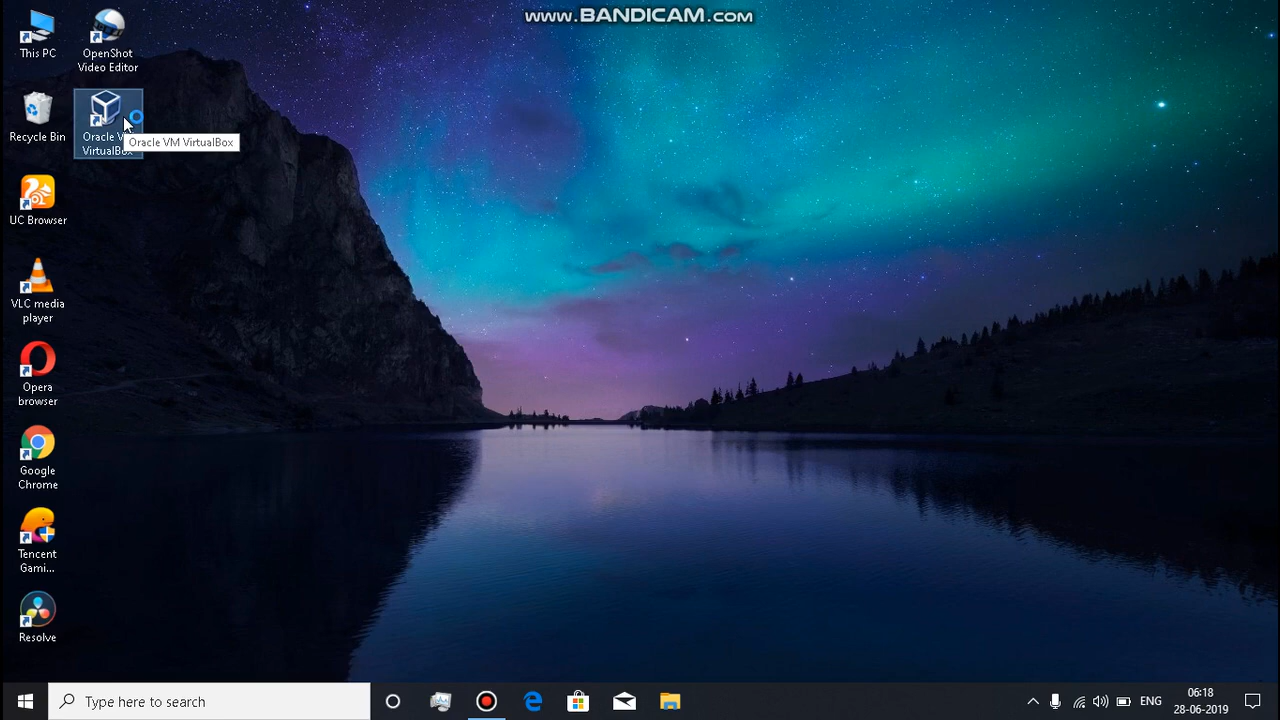 www.BANDICAM.com
This PC
OpenShot
Video Editor
Recycle Bin
Oracle V
VirtualBox
Oracle VM VirtualBox
UC Browser
VLC media
player
Opera
browser
Google
Chrome
Tencent
Gami...
Resolve
Type here to search
ENG
06:18
28-06-2019